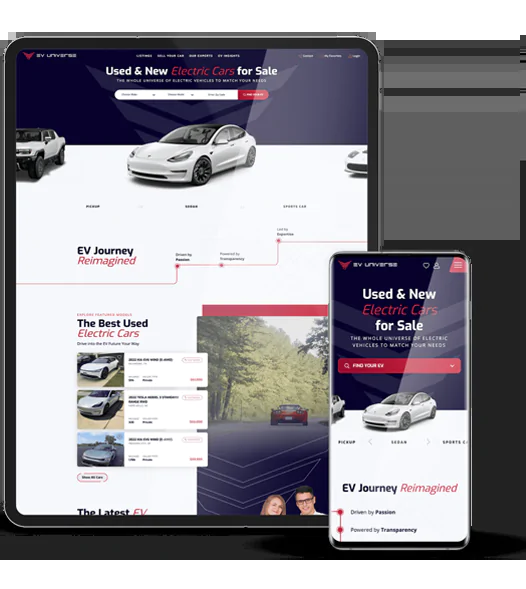 EV UNIVERSE
LISTINGS SELL YOUR CAR OUR EXPERTS EV INSIGHTS
Contact My Favorites Login
Used & New Electric Cars for Sale
THE WHOLE UNIVERSE OF ELECTRIC VEHICLES TO MATCH YOUR NEEDS
PICKUP SEDAN SPORTS CAR
EV Journey
Reimagined
Driven by
Passion
Powered by
Transparency
Led by
Expertise
EXPLORE FEATURED MODELS
The Best Used
Electric Cars
Drive into the EV Future Your Way
Show All Cars
The Latest EV
EV UNIVERSE
Used & New
Electric Cars
for Sale
THE WHOLE UNIVERSE OF ELECTRIC
VEHICLES TO MATCH YOUR NEEDS
FIND YOUR EV
PICKUP SEDAN SPORTS C
EV Journey Reimagined
Driven by Passion
Powered by Transparency